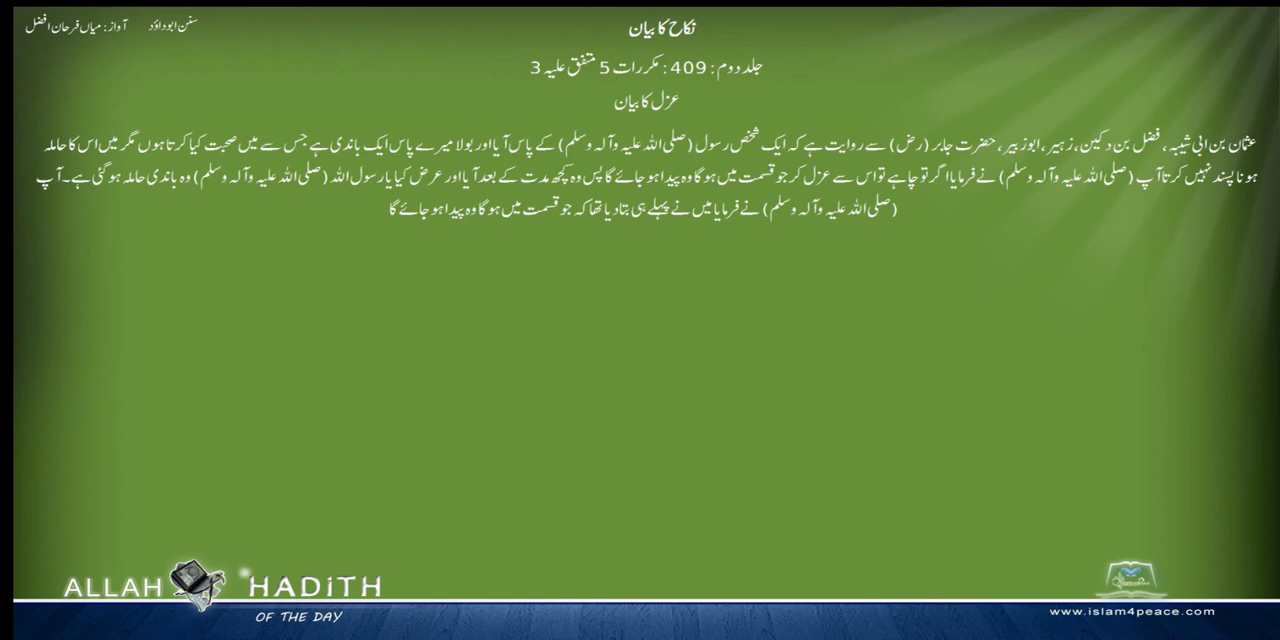 سنن ابوداؤد آواز: میاں فرحان افضل
نکاح کا بیان
جلد دوم : 409 : مکررات 5 متفق علیہ 3
عزل کا بیان
عثمان بن ابی شیبہ، فضل بن دکین، زہیر، ابوزبیر، حضرت جابر (رض) سے روایت ہے کہ ایک شخص رسول (صلی اللہ علیہ وآلہ وسلم) کے پاس آیا اور بولا میرے پاس ایک باندی ہے جس سے میں صحبت کیا کرتا ہوں مگر میں اس کا حاملہ
ہونا پسند نہیں کرتا آپ (صلی اللہ علیہ وآلہ وسلم) نے فرمایا اگر تو چاہے تو اس سے عزل کر جو قسمت میں ہو گا وہ پیدا ہو جائے گا پس وہ کچھ مدت کے بعد آیا اور عرض کیا یا رسول اللہ (صلی اللہ علیہ وآلہ وسلم) وہ باندی حاملہ ہو گئی ہے۔ آپ
(صلی اللہ علیہ وآلہ وسلم) نے فرمایا میں نے پہلے ہی بتا دیا تھا کہ جو قسمت میں ہو گا وہ پیدا ہو جائے گا
ALLAH HADITH
OF THE DAY
www.islam4peace.com